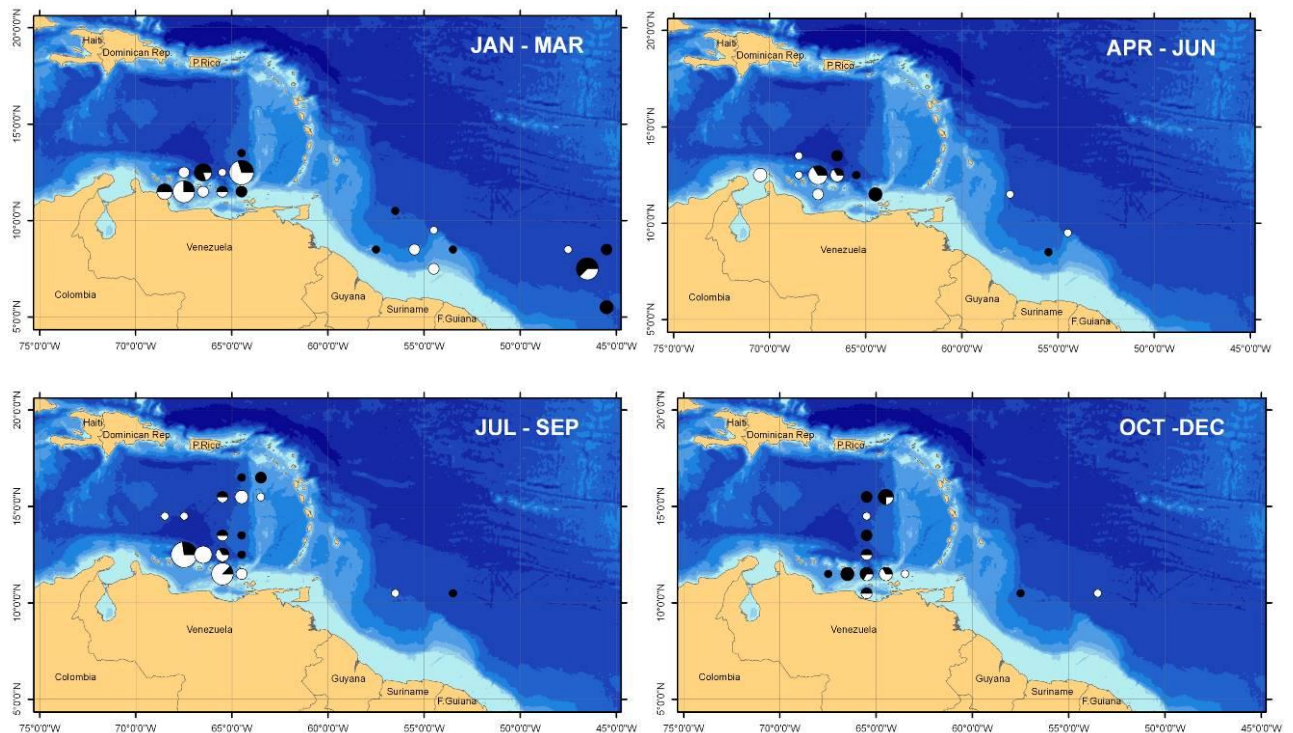 20°0'0"N
JAN - MAR
Haiti
Dominican Rep.
P.Rico
15°0'0"N
10°0'0"N
Venezuela
Colombia
Guyana
Suriname
F.Guiana
5°0'0"N
75°0'0"W 70°0'0"W 65°0'0"W 60°0'0"W 55°0'0"W 50°0'0"W 45°0'0"W
20°0'0"N
APR - JUN
Haiti
Dominican Rep.
P.Rico
15°0'0"N
10°0'0"N
Venezuela
Colombia
Guyana
Suriname
F.Guiana
5°0'0"N
75°0'0"W 70°0'0"W 65°0'0"W 60°0'0"W 55°0'0"W 50°0'0"W 45°0'0"W
20°0'0"N
JUL - SEP
Haiti
Dominican Rep.
P.Rico
15°0'0"N
10°0'0"N
Venezuela
Colombia
Guyana
Suriname
F.Guiana
5°0'0"N
75°0'0"W 70°0'0"W 65°0'0"W 60°0'0"W 55°0'0"W 50°0'0"W 45°0'0"W
20°0'0"N
OCT -DEC
Haiti
Dominican Rep.
P.Rico
15°0'0"N
10°0'0"N
Venezuela
Colombia
Guyana
Suriname
F.Guiana
5°0'0"N
75°0'0"W 70°0'0"W 65°0'0"W 60°0'0"W 55°0'0"W 50°0'0"W 45°0'0"W